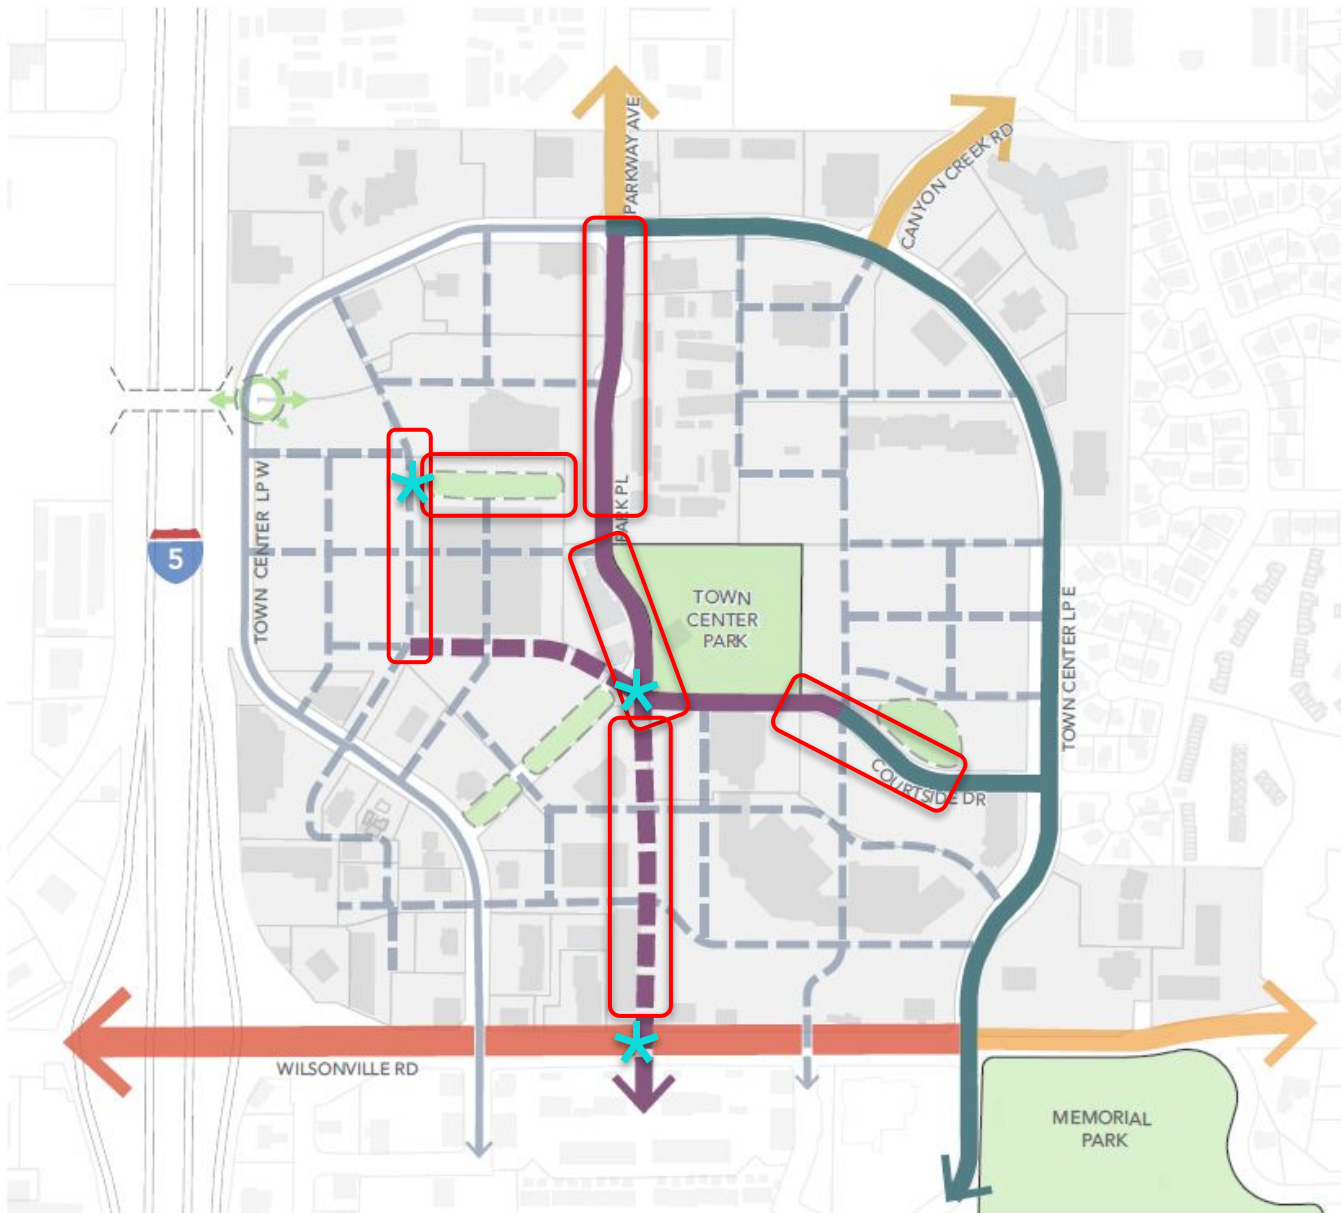 PARKWAY AVE
CANYON CREEK RD
TOWN CENTER LP W
PARK PL
5
TOWN
CENTER
PARK
TOWN CENTER LP E
COURTSIDE DR
WILSONVILLE RD
MEMORIAL
PARK